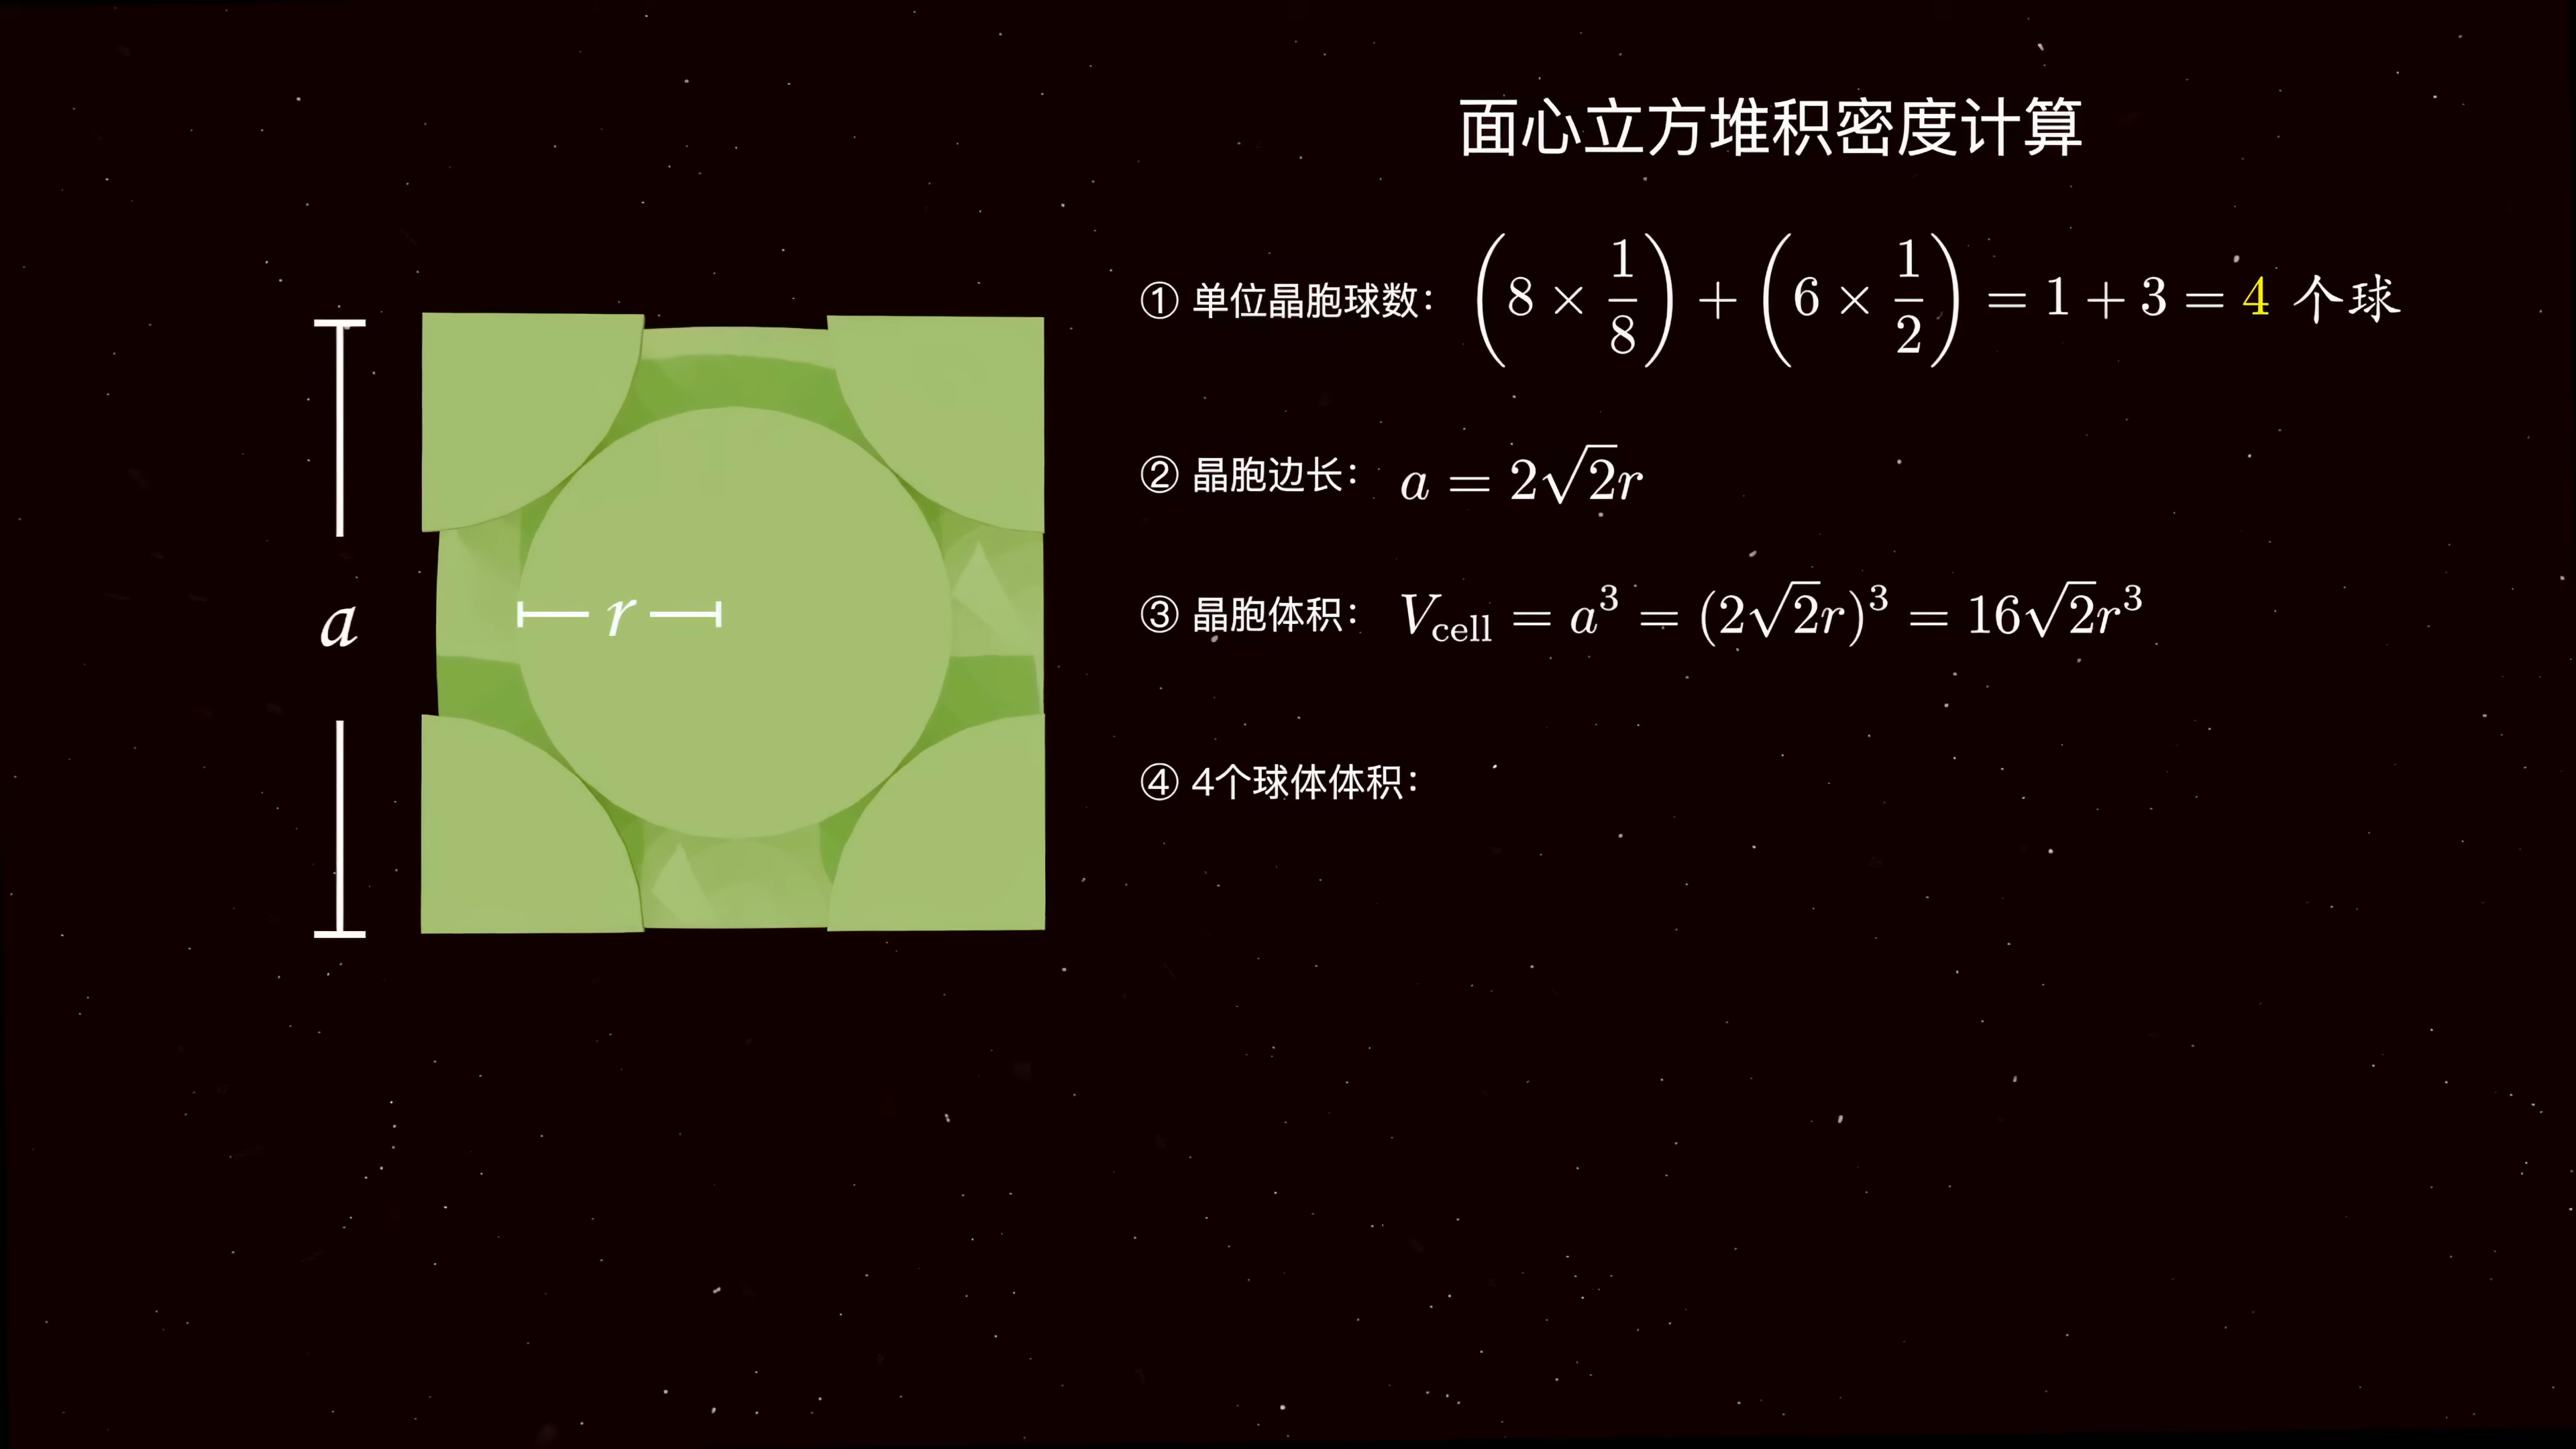 面心立方堆积密度计算
① 单位晶胞球数： (8 × 1/8) + (6 × 1/2) = 1 + 3 = 4 个球
② 晶胞边长： a = 2√2r
③ 晶胞体积： V_cell = a³ = (2√2r)³ = 16√2r³
④ 4个球体体积：
a
r